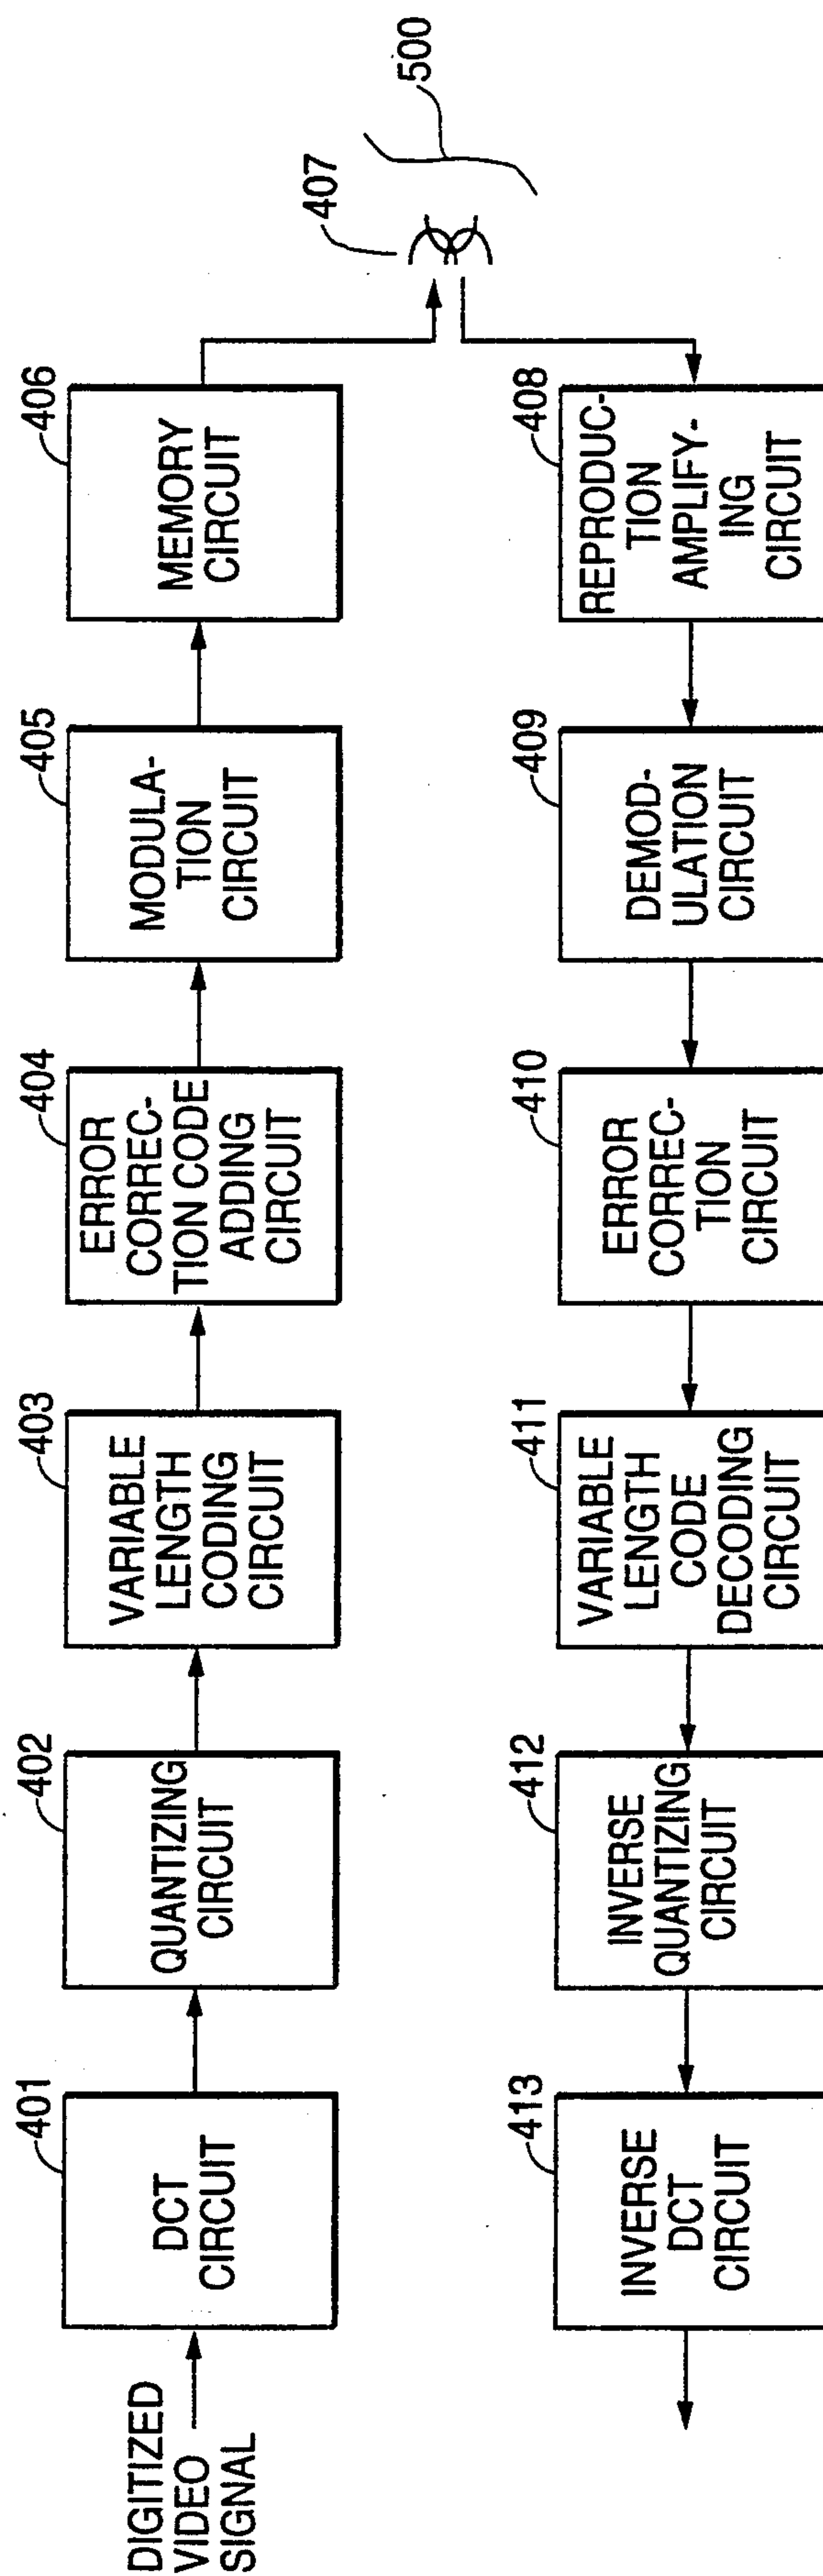 DIGITIZED
VIDEO
SIGNAL
401
DCT
CIRCUIT
402
QUANTIZING
CIRCUIT
403
VARIABLE
LENGTH
CODING
CIRCUIT
404
ERROR
CORREC-
TION CODE
ADDING
CIRCUIT
405
MODULA-
TION
CIRCUIT
406
MEMORY
CIRCUIT
407
500
408
REPRODUC-
TION
AMPLIFY-
ING
CIRCUIT
409
DEMOD-
ULATION
CIRCUIT
410
ERROR
CORREC-
TION
CIRCUIT
411
VARIABLE
LENGTH
CODE
DECODING
CIRCUIT
412
INVERSE
QUANTIZING
CIRCUIT
413
INVERSE
DCT
CIRCUIT